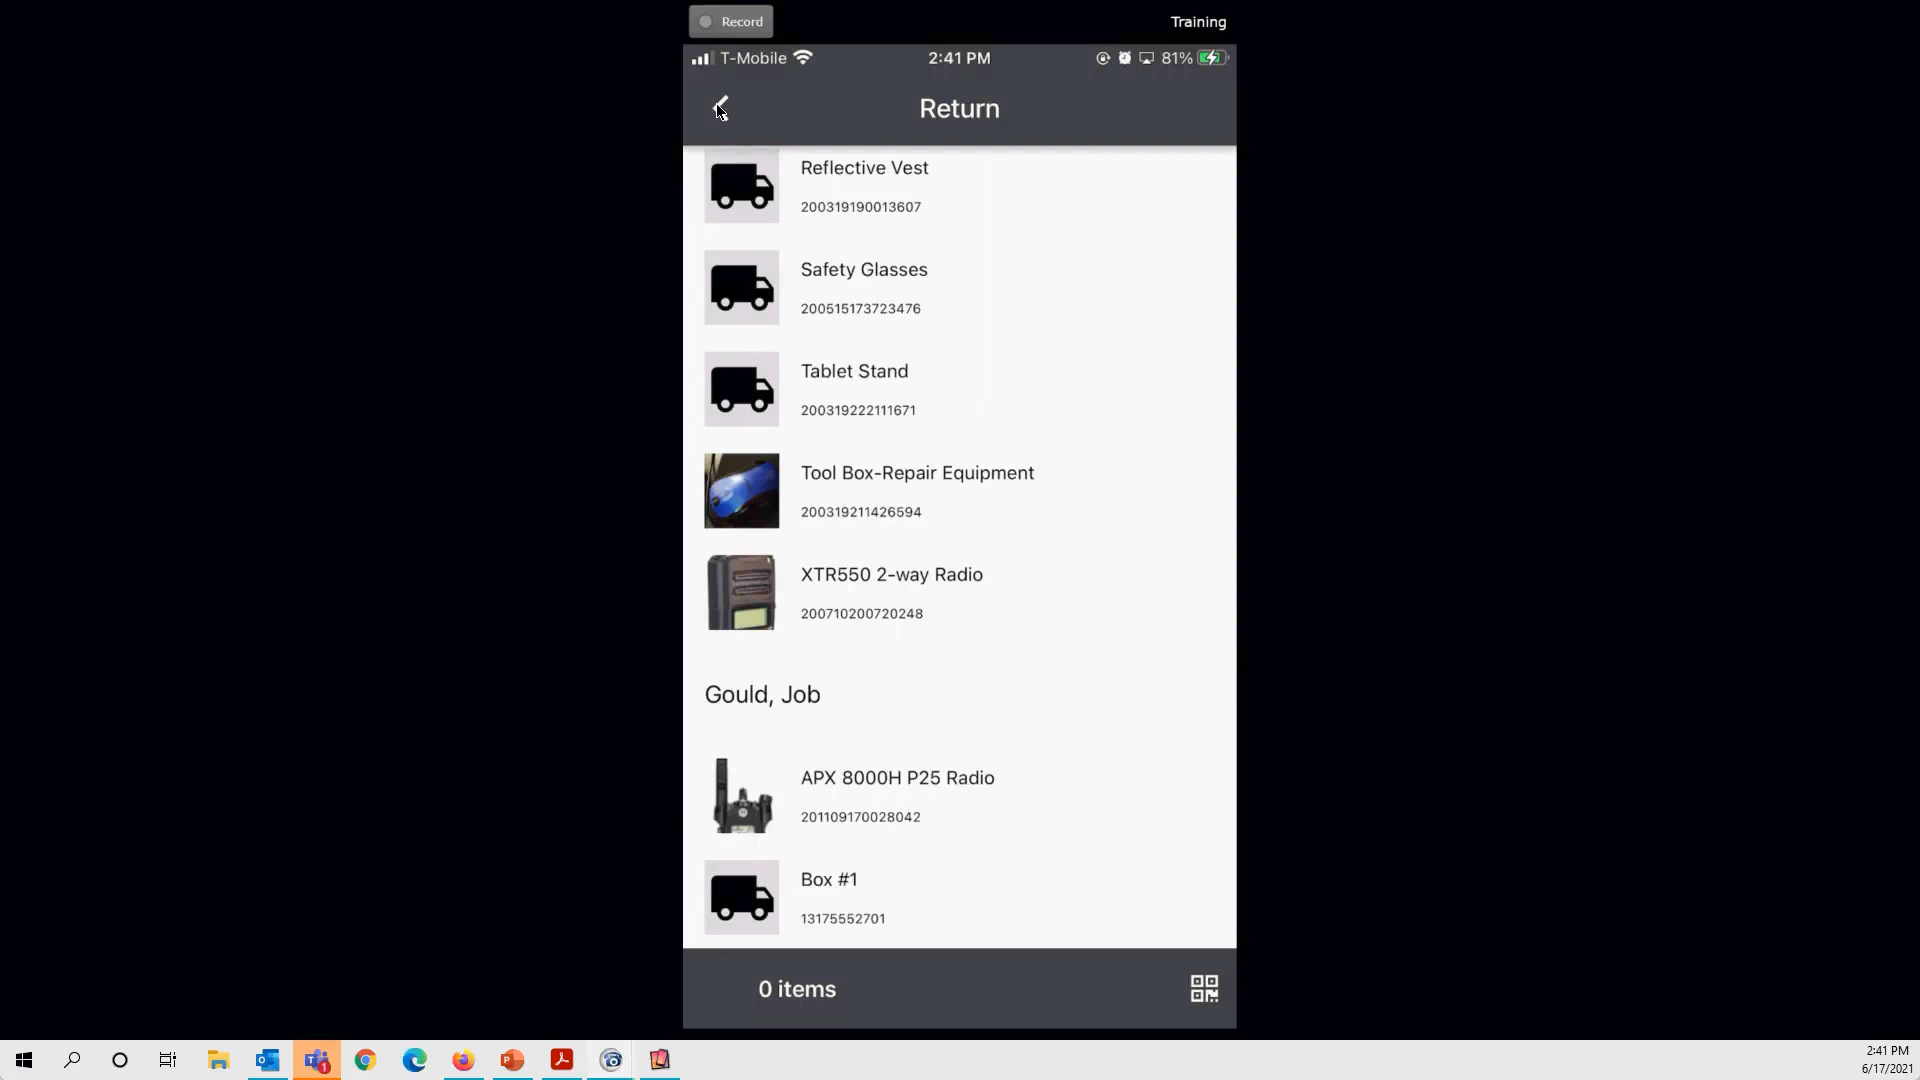 Record
Training
T-Mobile
2:41 PM
81%
Return
Reflective Vest
200319190013607
Safety Glasses
200515173723476
Tablet Stand
200319222111671
Tool Box-Repair Equipment
200319211426594
XTR550 2-way Radio
200710200720248
Gould, Job
APX 8000H P25 Radio
201109170028042
Box #1
13175552701
0 items
1
2:41 PM
6/17/2021